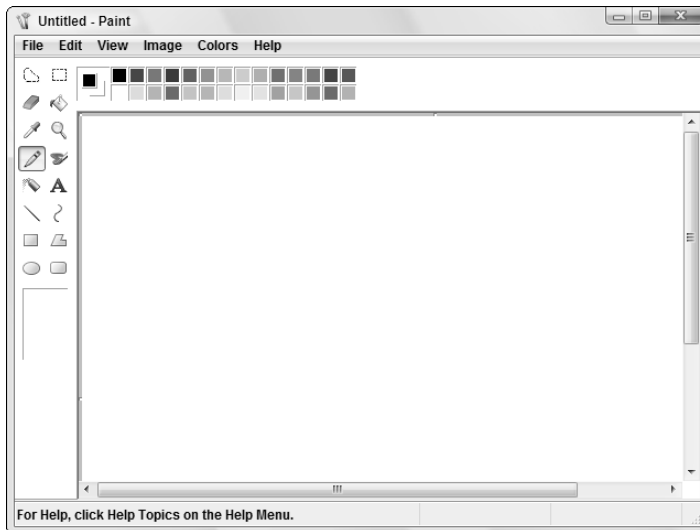 Untitled - Paint
File Edit View Image Colors Help
A
For Help, click Help Topics on the Help Menu.